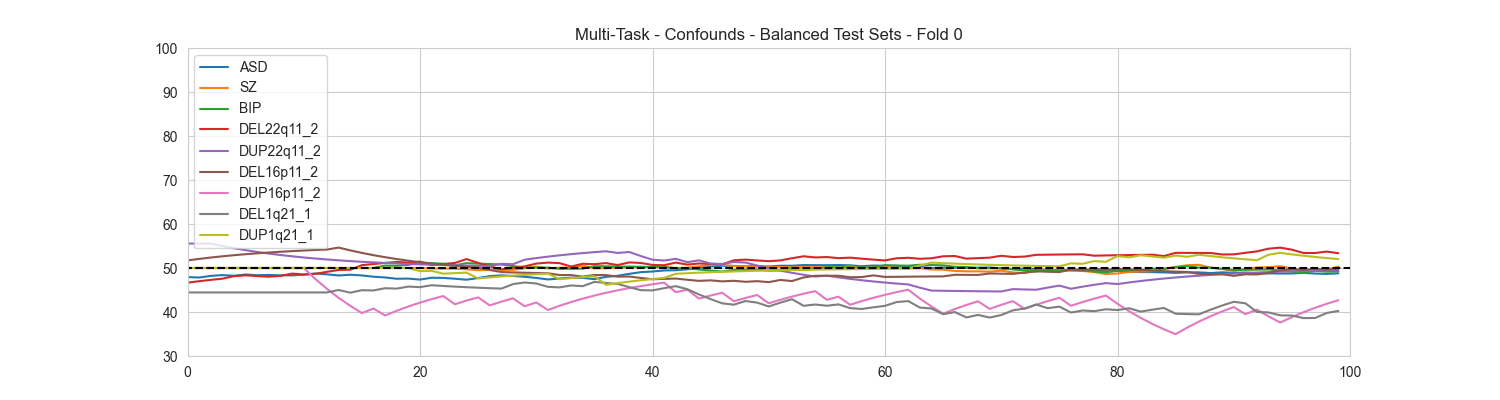 Multi-Task - Confounds - Balanced Test Sets - Fold 0
100
90
80
70
60
50
40
30
ASD
SZ
BIP
DEL22q11_2
DUP22q11_2
DEL16p11_2
DUP16p11_2
DEL1q21_1
DUP1q21_1
0
20
40
60
80
100